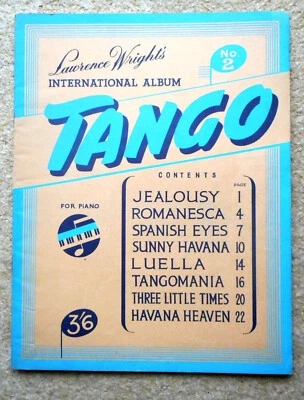 Lawrence Wright's
INTERNATIONAL ALBUM
No.
2
TANGO
CONTENTS
PAGE
JEALOUSY 1
ROMANESCA 4
SPANISH EYES 7
SUNNY HAVANA 10
LUELLA 14
TANGOMANIA 16
THREE LITTLE TIMES 20
HAVANA HEAVEN 22
FOR PIANO
3/6